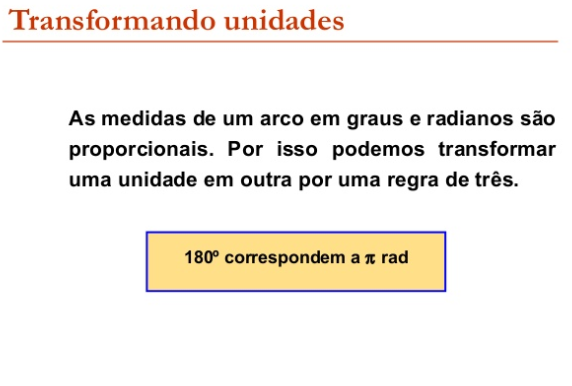 Transformando unidades
As medidas de um arco em graus e radianos são
proporcionais. Por isso podemos transformar
uma unidade em outra por uma regra de três.
180º correspondem a π rad